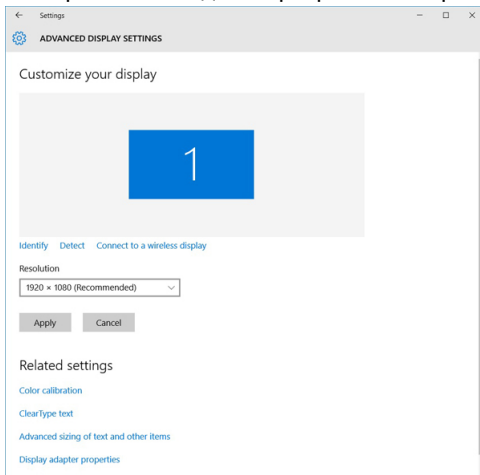 Settings
ADVANCED DISPLAY SETTINGS
Customize your display
1
Identify Detect Connect to a wireless display
Resolution
1920 × 1080 (Recommended)
Apply Cancel
Related settings
Color calibration
ClearType text
Advanced sizing of text and other items
Display adapter properties